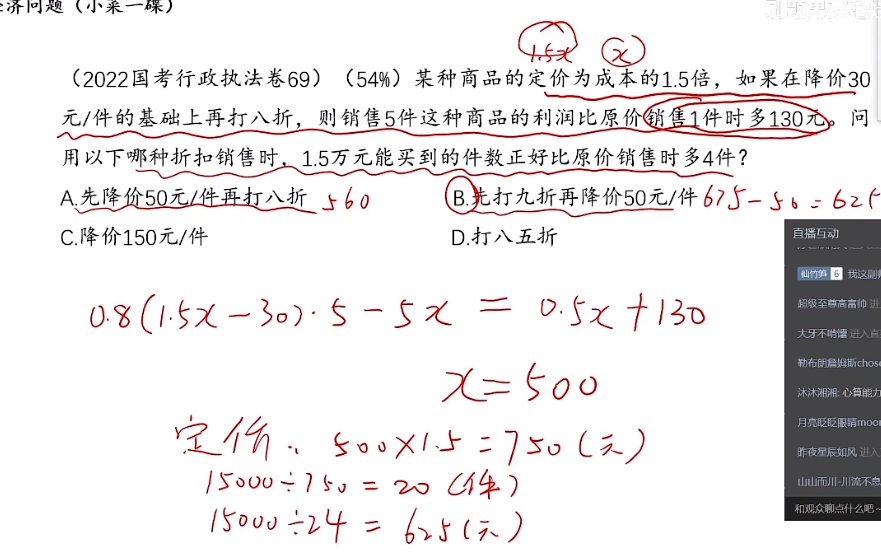 济问题（小菜一碟）
1.5x x
（2022国考行政执法卷69）（54%）某种商品的定价为成本的1.5倍，如果在降价30
元/件的基础上再打八折，则销售5件这种商品的利润比原价销售1件时多130元。问
用以下哪种折扣销售时，1.5万元能买到的件数正好比原价销售时多4件？
A.先降价50元/件再打八折 560 B.先打九折再降价50元/件 675-50=625
C.降价150元/件 D.打八五折
直播互动
仙竹笋 6 我这副
超级至尊高富帅 进
大牙不啃馕 进入直
勒布朗詹姆斯chose
沐沐湘湘: 心算能力
月亮眨眨眼睛moon
昨夜星辰如风 进入
山山而川-川流不息
和观众聊点什么吧~
0.8(1.5x-30)·5-5x = 0.5x+130
x=500
定价: 500×1.5=750(元)
15000÷750=20(件)
15000÷24=625(元)